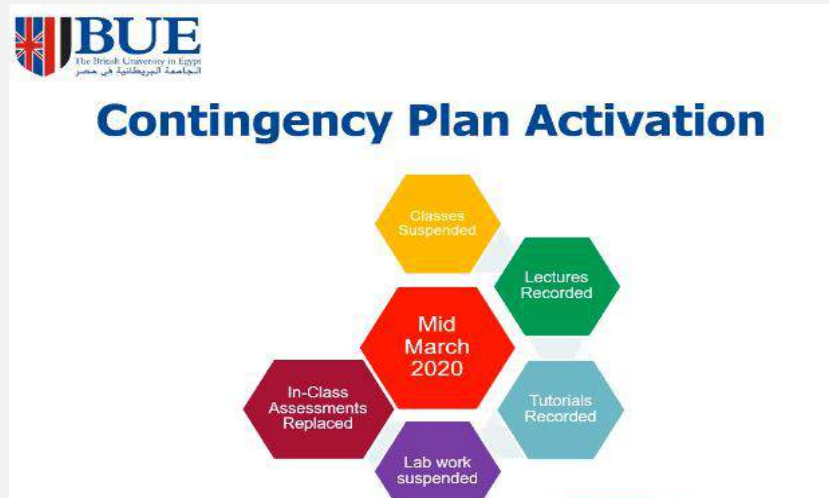 BUE
The British University in Egypt
الجامعة البريطانية في مصر
Contingency Plan Activation
Classes
Suspended
Lectures
Recorded
Mid
March
2020
Tutorials
Recorded
In-Class
Assessments
Replaced
Lab work
suspended